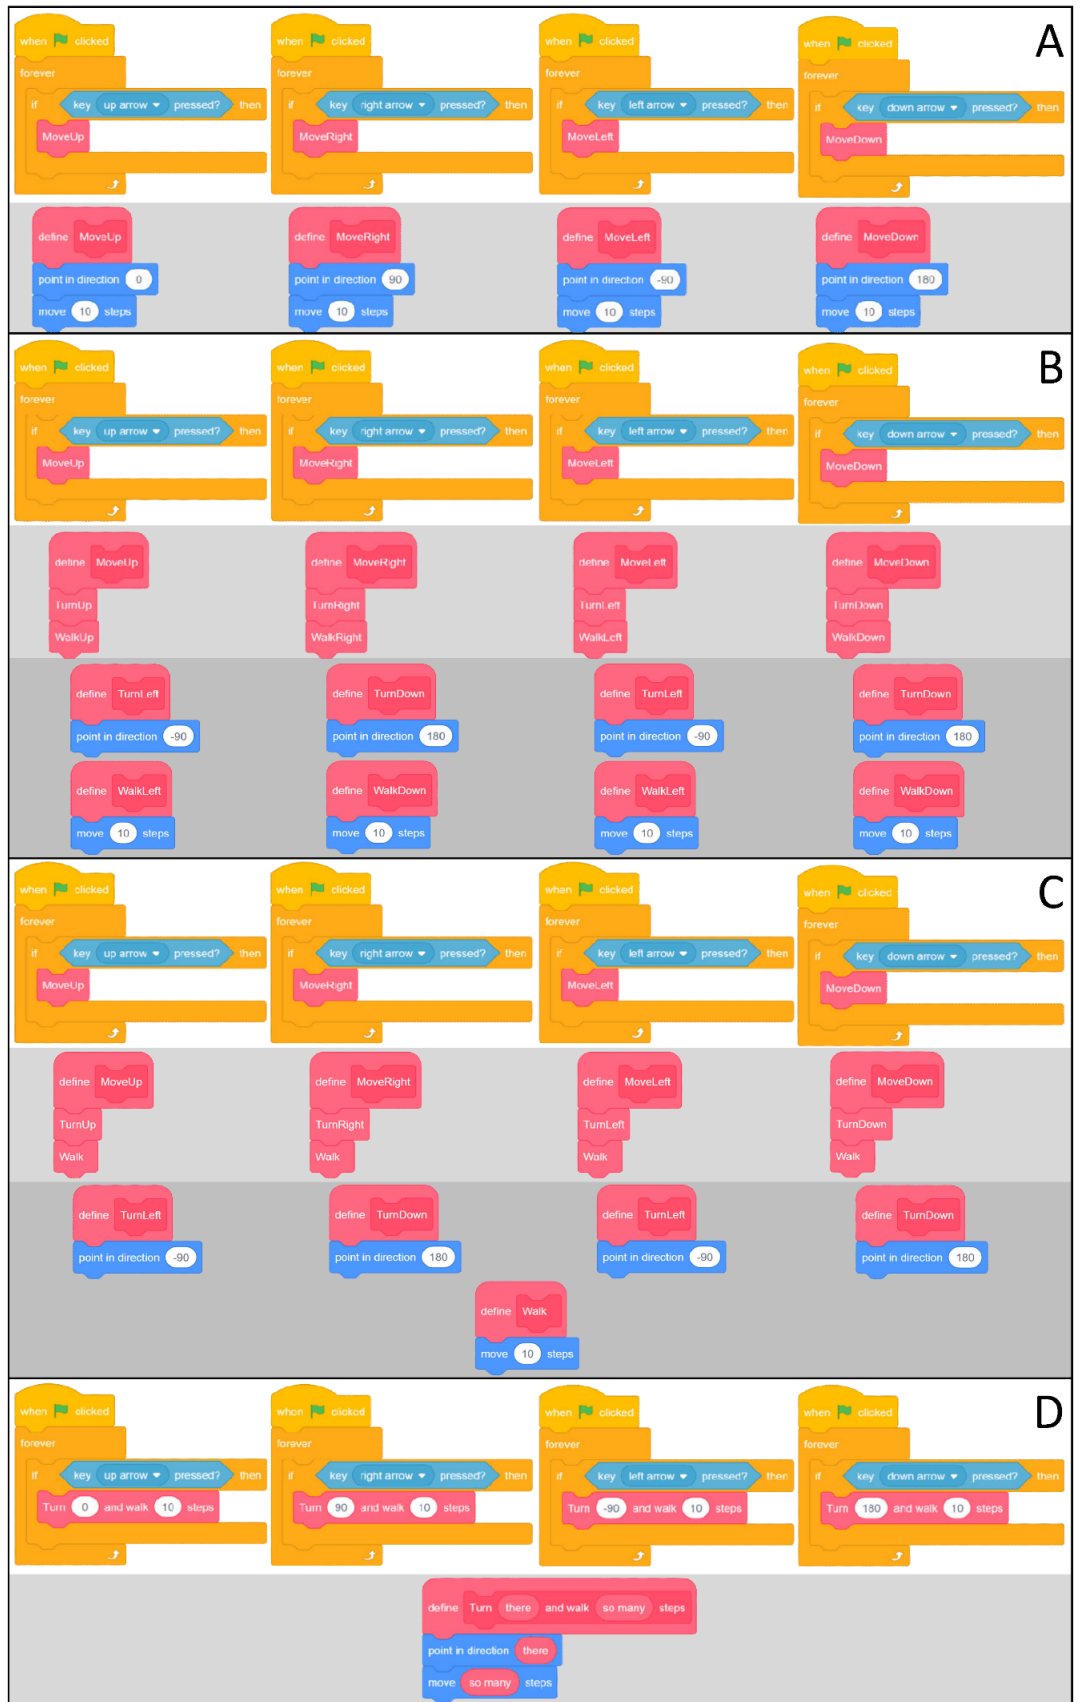 A
when clicked when clicked when clicked when clicked
forever forever forever forever
if key up arrow pressed? then if key right arrow pressed? then if key left arrow pressed? then if key down arrow pressed? then
MoveUp MoveRight MoveLeft MoveDown
define MoveUp define MoveRight define MoveLeft define MoveDown
point in direction 0 point in direction 90 point in direction -90 point in direction 180
move 10 steps move 10 steps move 10 steps move 10 steps
B
when clicked when clicked when clicked when clicked
forever forever forever forever
if key up arrow pressed? then if key right arrow pressed? then if key left arrow pressed? then if key down arrow pressed? then
MoveUp MoveRight MoveLeft MoveDown
define MoveUp define MoveRight define MoveLeft define MoveDown
TurnUp TurnRight TurnLeft TurnDown
WalkUp WalkRight WalkLeft WalkDown
define TurnLeft define TurnDown define TurnLeft define TurnDown
point in direction -90 point in direction 180 point in direction -90 point in direction 180
define WalkLeft define WalkDown define WalkLeft define WalkDown
move 10 steps move 10 steps move 10 steps move 10 steps
C
when clicked when clicked when clicked when clicked
forever forever forever forever
if key up arrow pressed? then if key right arrow pressed? then if key left arrow pressed? then if key down arrow pressed? then
MoveUp MoveRight MoveLeft MoveDown
define MoveUp define MoveRight define MoveLeft define MoveDown
TurnUp TurnRight TurnLeft TurnDown
Walk Walk Walk Walk
define TurnLeft define TurnDown define TurnLeft define TurnDown
point in direction -90 point in direction 180 point in direction -90 point in direction 180
define Walk
move 10 steps
D
when clicked when clicked when clicked when clicked
forever forever forever forever
if key up arrow pressed? then if key right arrow pressed? then if key left arrow pressed? then if key down arrow pressed? then
Turn 0 and walk 10 steps Turn 90 and walk 10 steps Turn -90 and walk 10 steps Turn 180 and walk 10 steps
define Turn there and walk so many steps
point in direction there
move so many steps